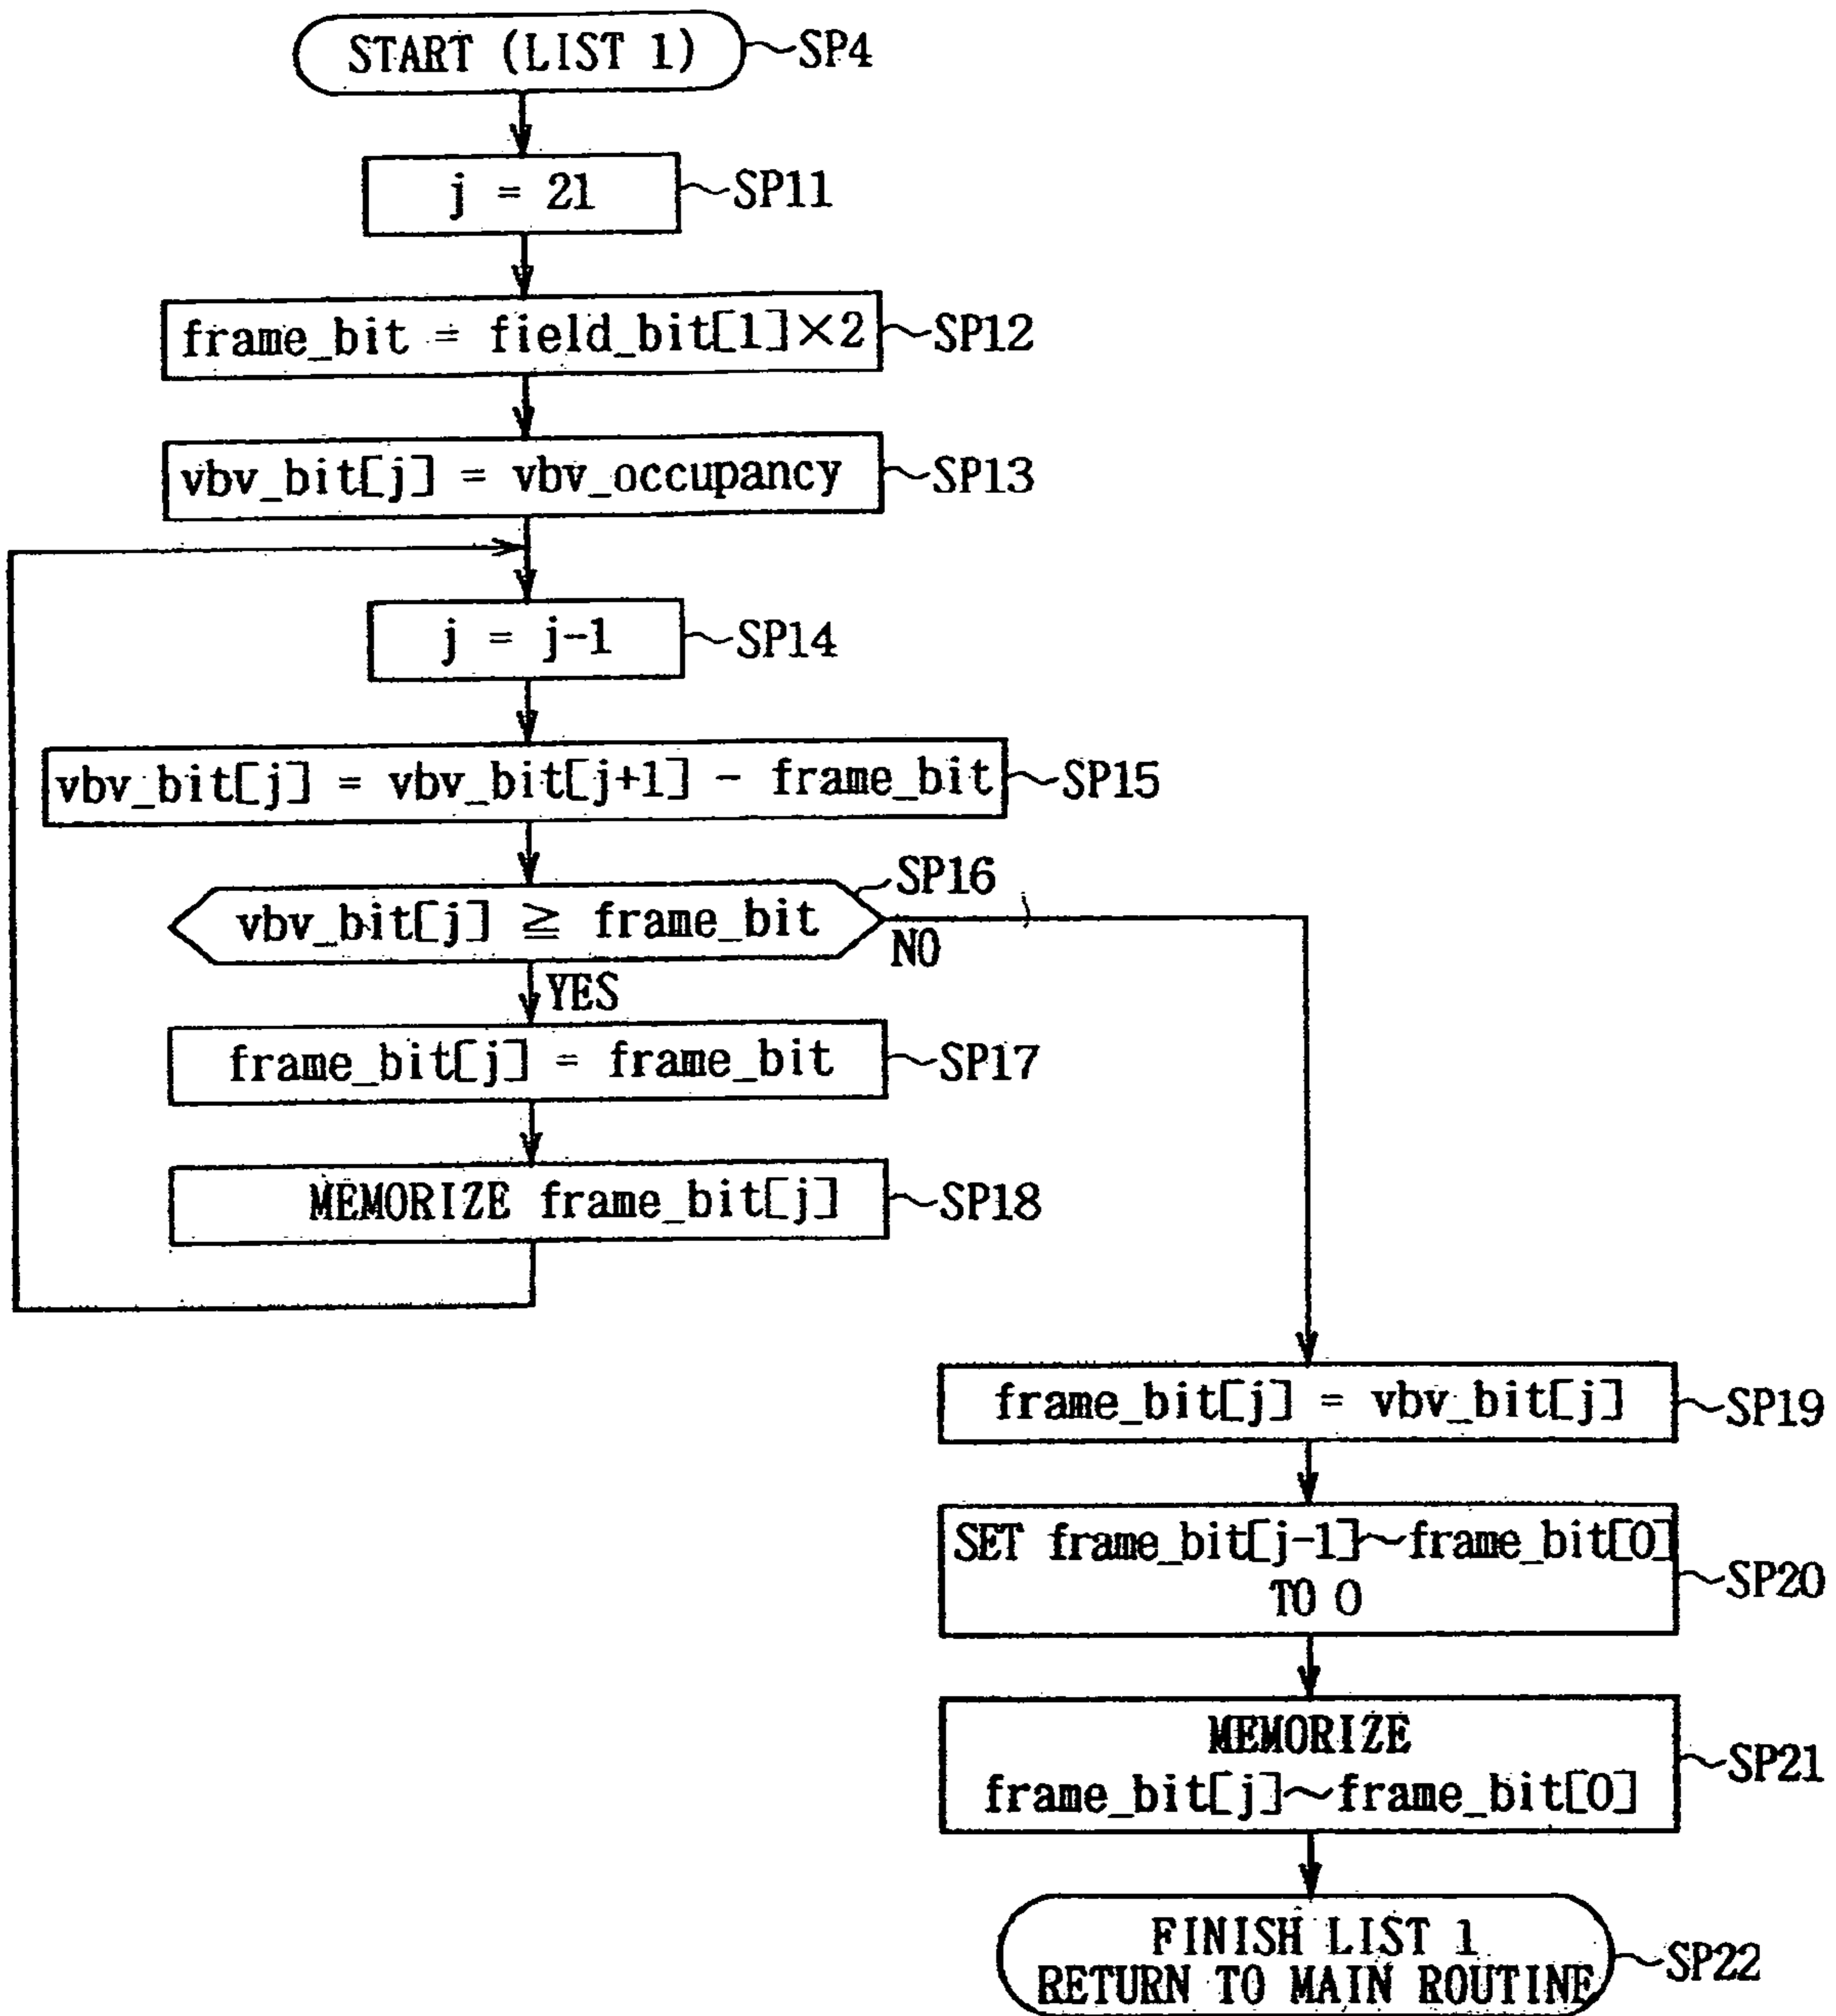 START (LIST 1) SP4
j = 21 SP11
frame_bit = field_bit[1]×2 SP12
vbv_bit[j] = vbv_occupancy SP13
j = j-1 SP14
vbv_bit[j] = vbv_bit[j+1] - frame_bit SP15
SP16
vbv_bit[j] ≧ frame_bit
NO
YES
frame_bit[j] = frame_bit SP17
MEMORIZE frame_bit[j] SP18
frame_bit[j] = vbv_bit[j] SP19
SET frame_bit[j-1]~frame_bit[0]
TO 0 SP20
MEMORIZE
frame_bit[j]~frame_bit[0] SP21
FINISH LIST 1
RETURN TO MAIN ROUTINE SP22